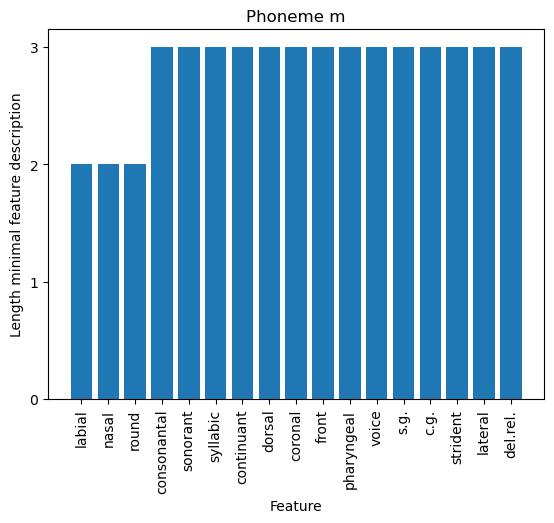 Phoneme m
Length minimal feature description
3
2
1
0
labial
nasal
round
consonantal
sonorant
syllabic
continuant
dorsal
coronal
front
pharyngeal
voice
s.g.
c.g.
strident
lateral
del.rel.
Feature